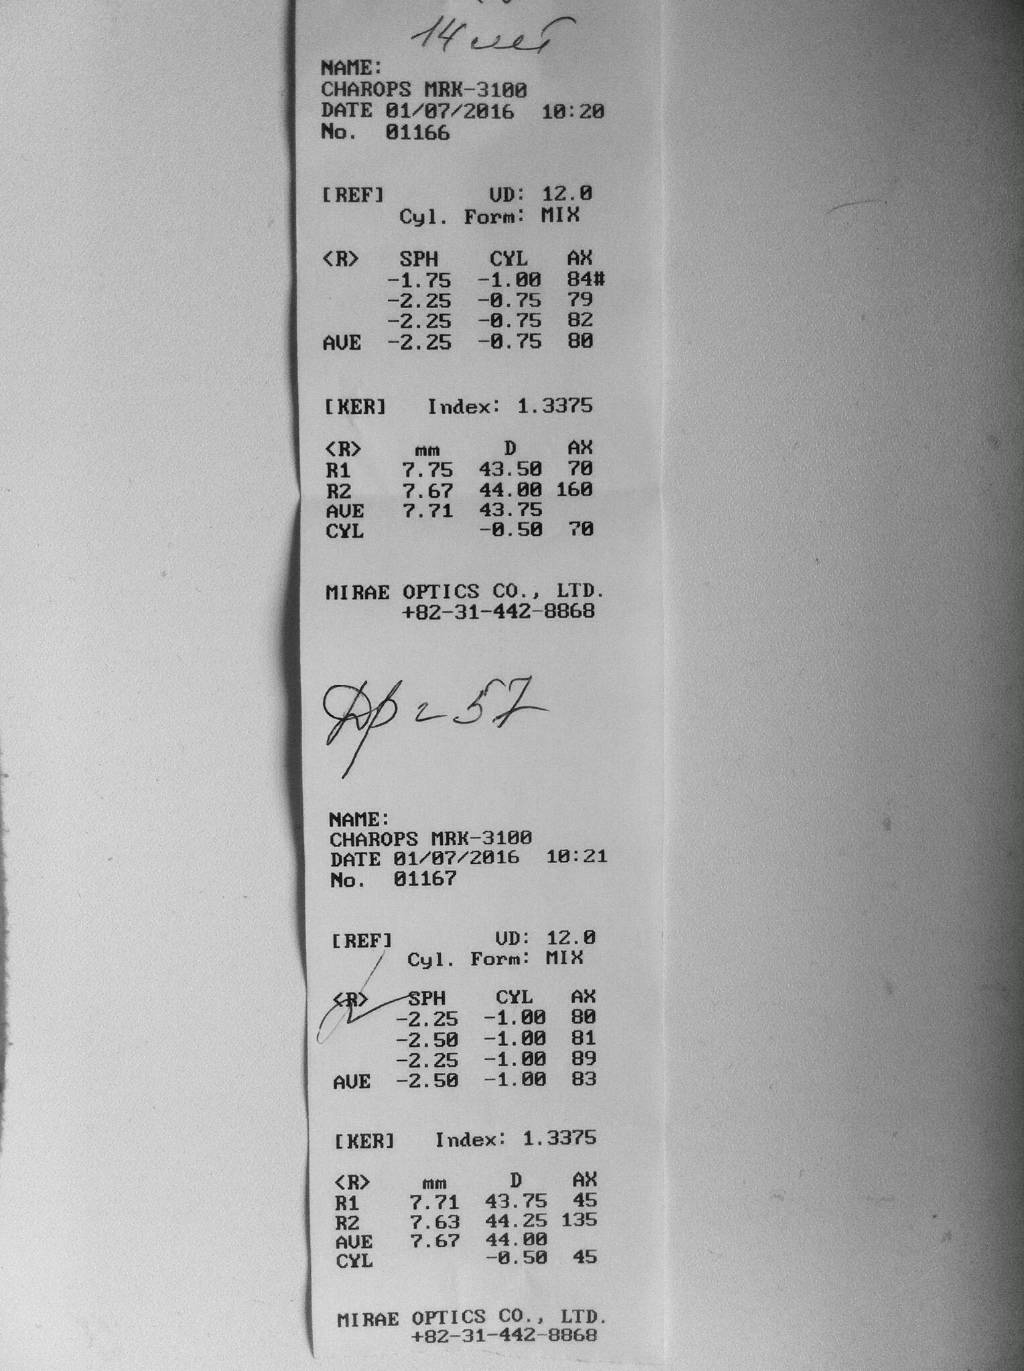 14 лет
NAME:
CHAROPS MRK-3100
DATE 01/07/2016 10:20
No. 01166
[REF] VD: 12.0
Cyl. Form: MIX
<R> SPH CYL AX
-1.75 -1.00 84#
-2.25 -0.75 79
-2.25 -0.75 82
AVE -2.25 -0.75 80
[KER] Index: 1.3375
<R> mm D AX
R1 7.75 43.50 70
R2 7.67 44.00 160
AVE 7.71 43.75
CYL -0.50 70
MIRAE OPTICS CO., LTD.
+82-31-442-8868
Др = 57
NAME:
CHAROPS MRK-3100
DATE 01/07/2016 10:21
No. 01167
[REF] VD: 12.0
Cyl. Form: MIX
<R> SPH CYL AX
-2.25 -1.00 80
-2.50 -1.00 81
-2.25 -1.00 89
AVE -2.50 -1.00 83
[KER] Index: 1.3375
<R> mm D AX
R1 7.71 43.75 45
R2 7.63 44.25 135
AVE 7.67 44.00
CYL -0.50 45
MIRAE OPTICS CO., LTD.
+82-31-442-8868